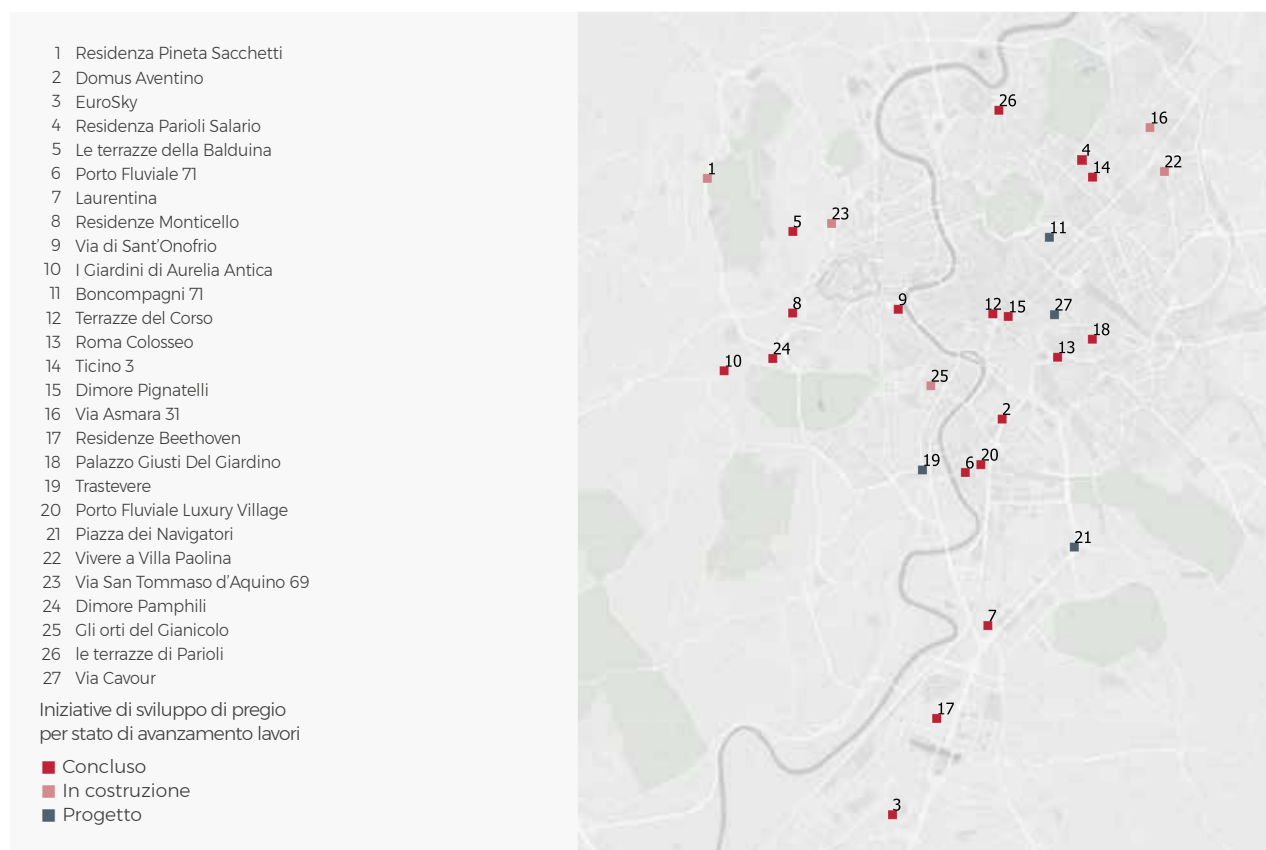 1 Residenza Pineta Sacchetti
2 Domus Aventino
3 EuroSky
4 Residenza Parioli Salario
5 Le terrazze della Balduina
6 Porto Fluviale 71
7 Laurentina
8 Residenze Monticello
9 Via di Sant’Onofrio
10 I Giardini di Aurelia Antica
11 Boncompagni 71
12 Terrazze del Corso
13 Roma Colosseo
14 Ticino 3
15 Dimore Pignatelli
16 Via Asmara 31
17 Residenze Beethoven
18 Palazzo Giusti Del Giardino
19 Trastevere
20 Porto Fluviale Luxury Village
21 Piazza dei Navigatori
22 Vivere a Villa Paolina
23 Via San Tommaso d’Aquino 69
24 Dimore Pamphili
25 Gli orti del Gianicolo
26 le terrazze di Parioli
27 Via Cavour
Iniziative di sviluppo di pregio
per stato di avanzamento lavori
Concluso
In costruzione
Progetto
26
16
4
14
22
1
5
23
11
9
8
12
15
27
18
13
24
10
25
2
20
6
19
21
7
17
3